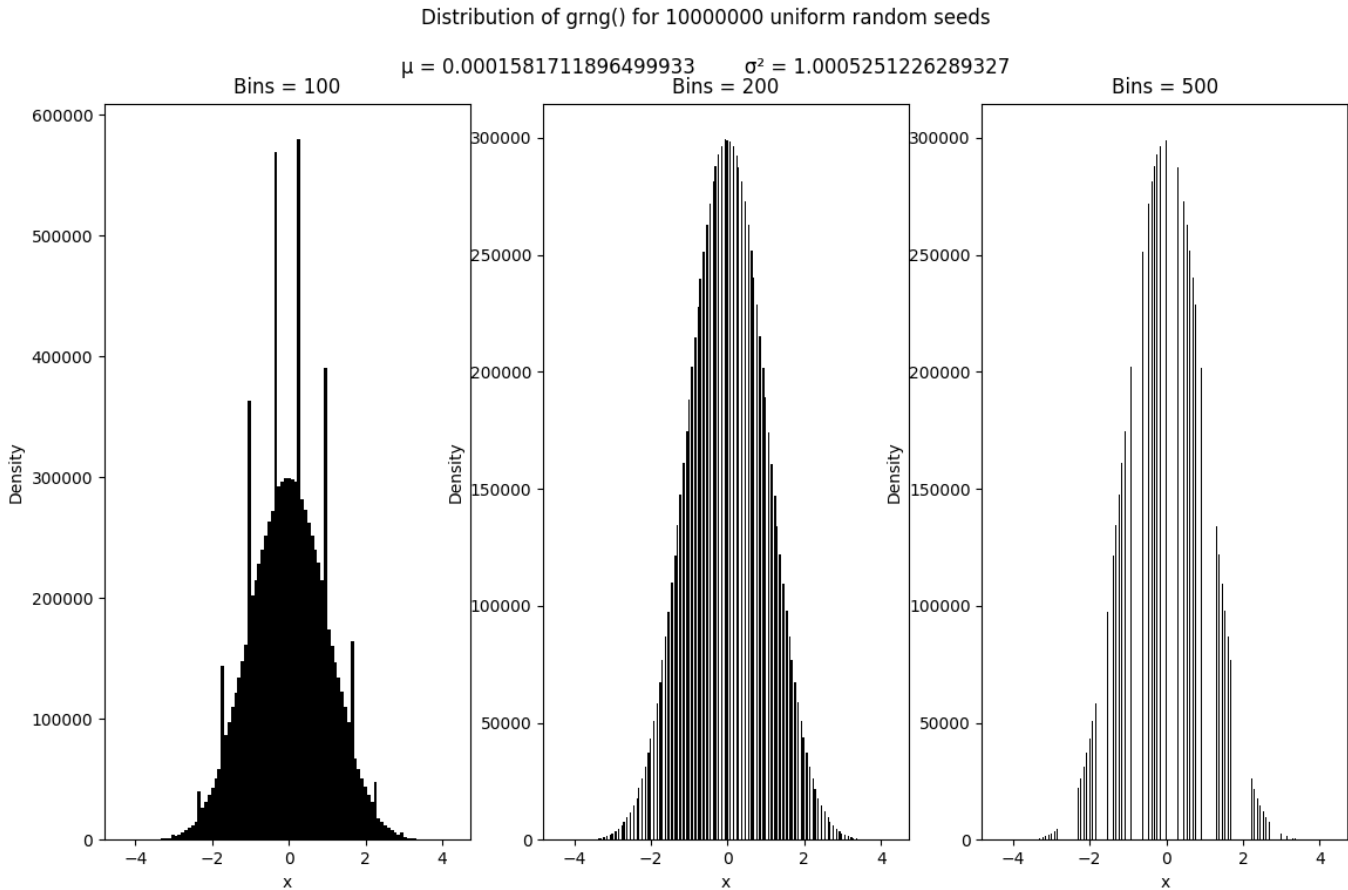 Distribution of grng() for 10000000 uniform random seeds
μ = 0.0001581711896499933 σ² = 1.0005251226289327
Bins = 100
600000
500000
400000
300000
200000
100000
0
Density
−4 −2 0 2 4
x
Bins = 200
300000
250000
200000
150000
100000
50000
0
Density
−4 −2 0 2 4
x
Bins = 500
300000
250000
200000
150000
100000
50000
0
Density
−4 −2 0 2 4
x